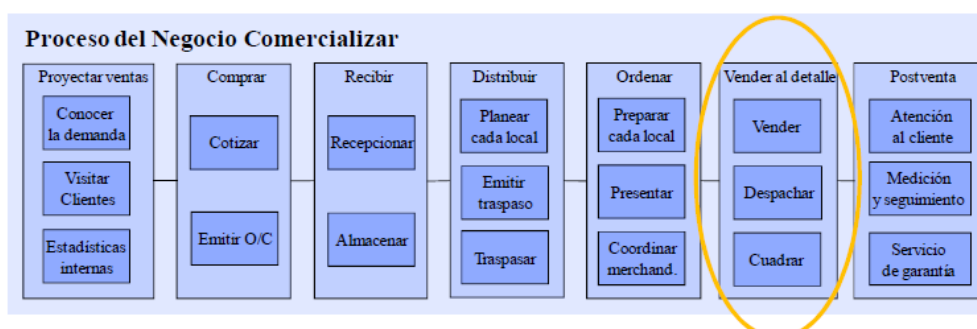 Proceso del Negocio Comercializar
Proyectar ventas
Conocer
la demanda
Visitar
Clientes
Estadísticas
internas
Comprar
Cotizar
Emitir O/C
Recibir
Recepcionar
Almacenar
Distribuir
Planear
cada local
Emitir
traspaso
Traspasar
Ordenar
Preparar
cada local
Presentar
Coordinar
merchand.
Vender al detalle
Vender
Despachar
Cuadrar
Postventa
Atención
al cliente
Medición
y seguimiento
Servicio
de garantía